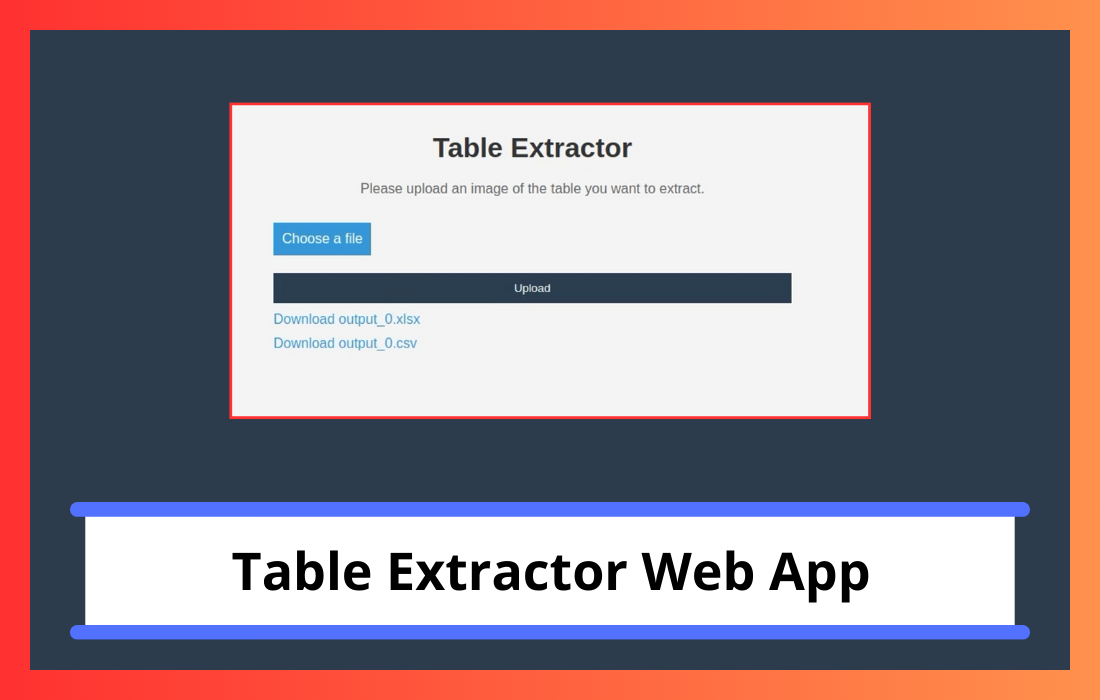 Table Extractor
Please upload an image of the table you want to extract.
Choose a file
Upload
Download output_0.xlsx
Download output_0.csv
Table Extractor Web App